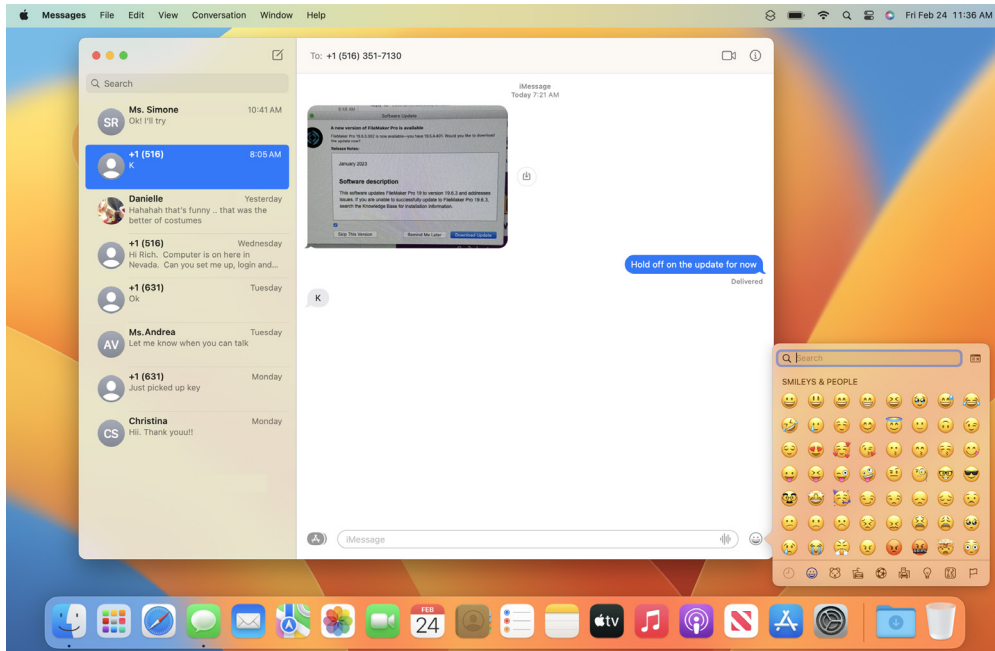 Messages File Edit View Conversation Window Help
Fri Feb 24 11:36 AM
Search
Ms. Simone 10:41 AM
SR
Ok! I'll try
+1 (516) 8:05 AM
K
Danielle Yesterday
Hahahah that's funny .. that was the
better of costumes
+1 (516) Wednesday
Hi Rich. Computer is on here in
Nevada. Can you set me up, login and...
+1 (631) Tuesday
Ok
Ms.Andrea Tuesday
AV
Let me know when you can talk
+1 (631) Monday
Just picked up key
Christina Monday
CS
Hii. Thank youu!!
To: +1 (516) 351-7130
iMessage
Today 7:21 AM
Software Update
A new version of FileMaker Pro is available
the update now?
Release Notes:
January 2023
Software description
This software updates FileMaker Pro 19 to version 19.6.3 and addresses
issues. If you are unable to successfully update to FileMaker Pro 19.6.3,
search the Knowledge Base for installation information.
Skip This Version Remind Me Later Download Update
Hold off on the update for now
Delivered
K
iMessage
Search
SMILEYS & PEOPLE
FEB
24
tv
N